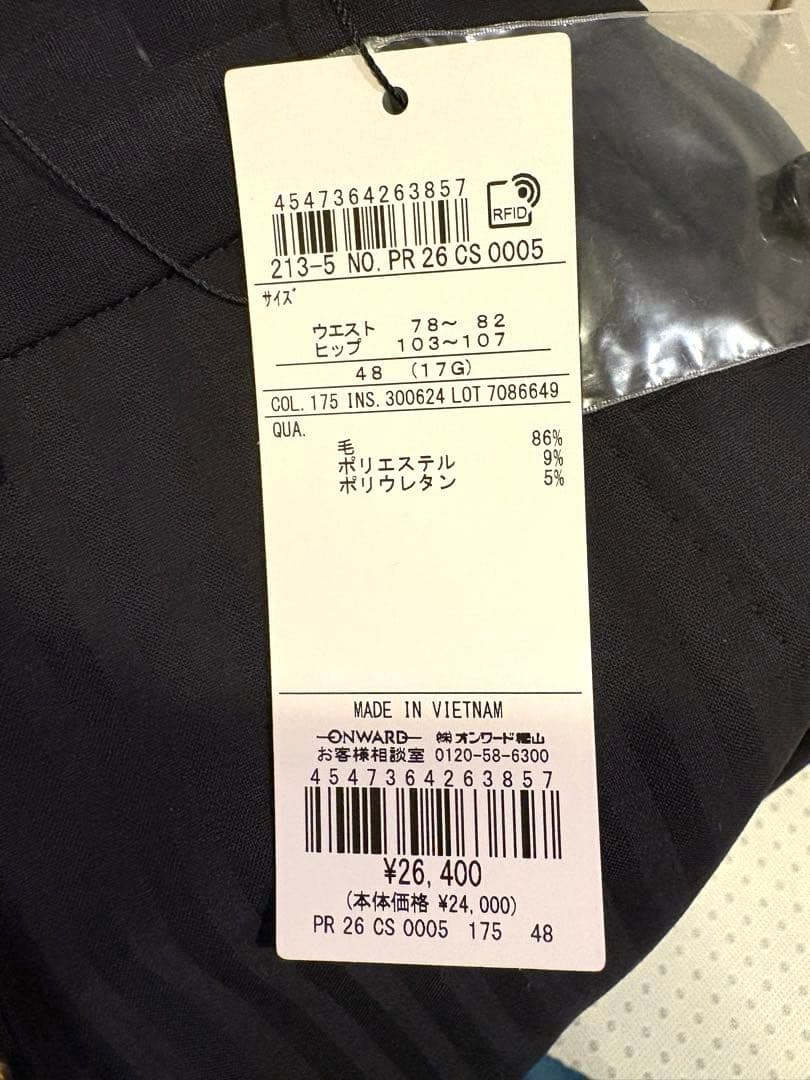 4547364263857
RFID
213-5 NO. PR 26 CS 0005
サイズ
ウエスト 78～ 82
ヒップ 103～107
48 (17G)
COL. 175 INS. 300624 LOT 7086649
QUA.
毛 86%
ポリエステル 9%
ポリウレタン 5%
MADE IN VIETNAM
ONWARD ㈱オンワード樫山
お客様相談室 0120-58-6300
4547364263857
¥26,400
(本体価格 ¥24,000)
PR 26 CS 0005 175 48